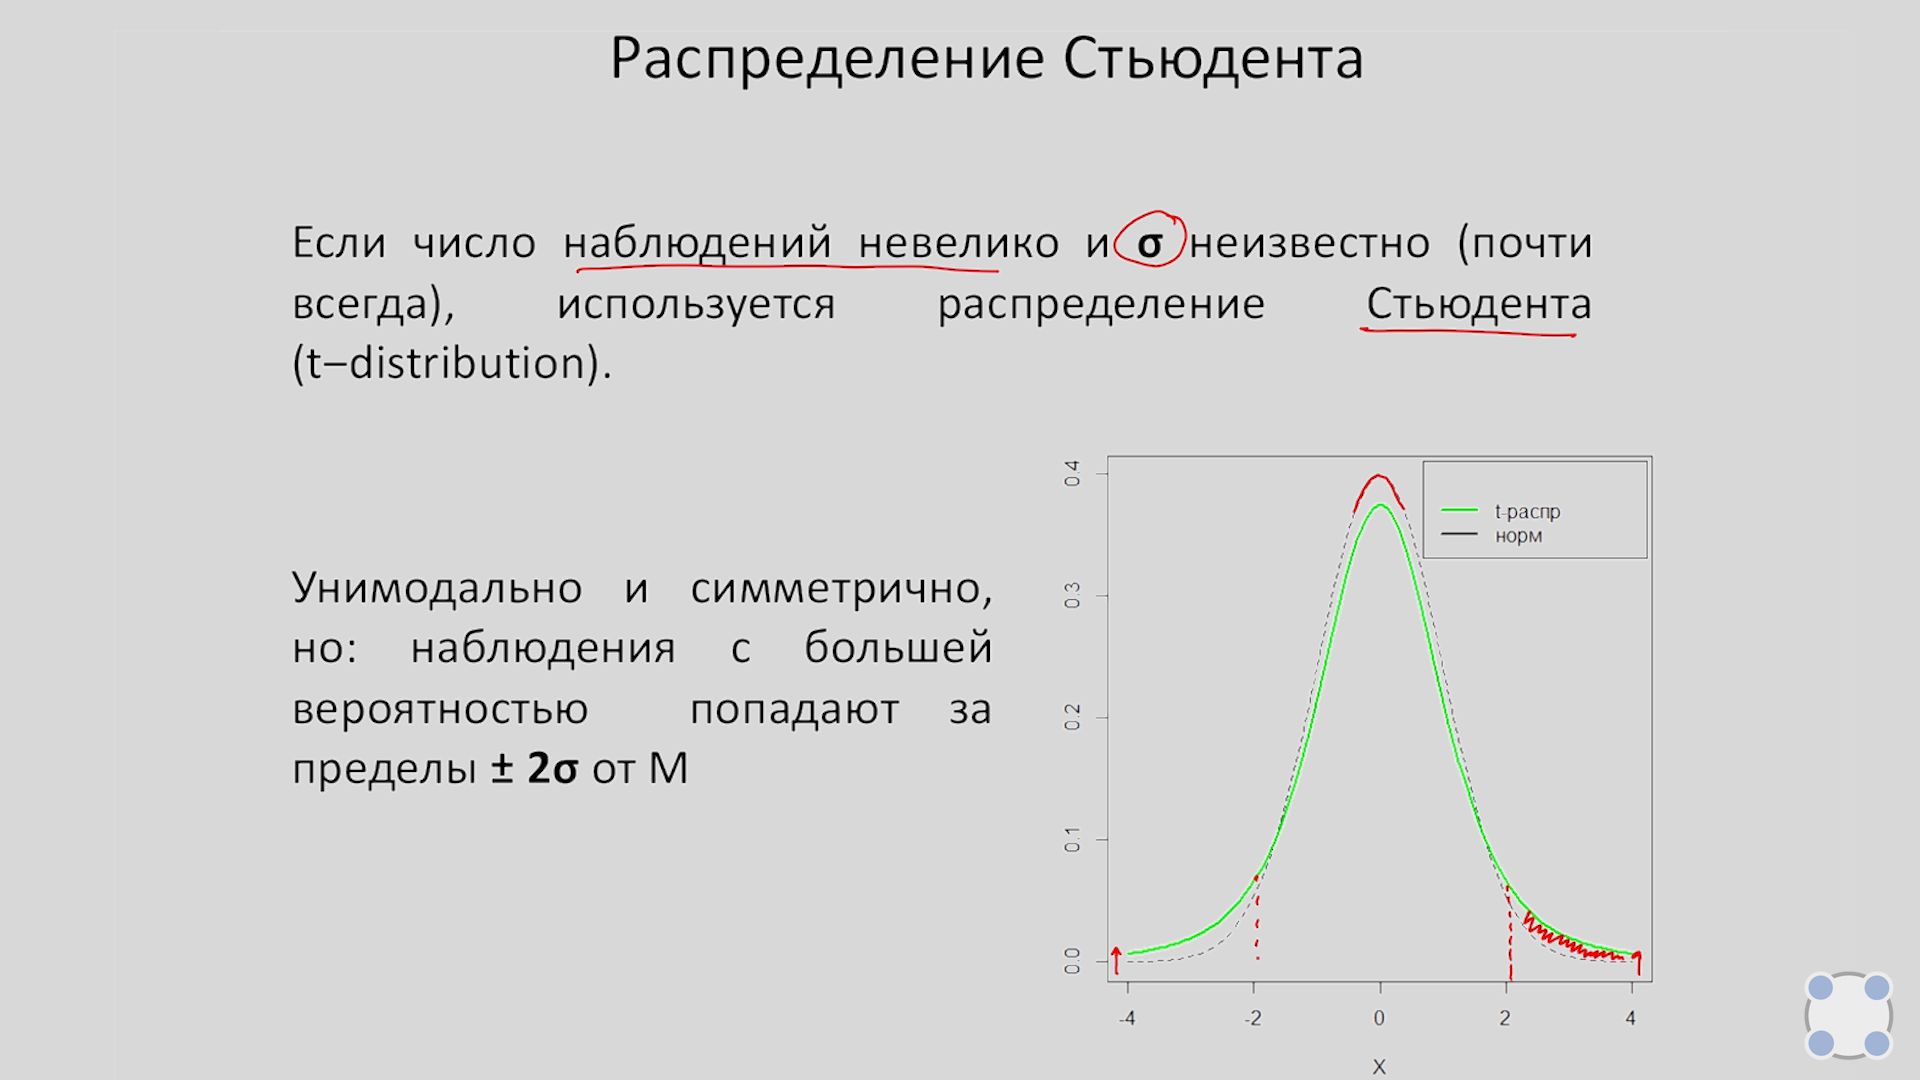 Распределение Стьюдента
Если число наблюдений невелико и σ неизвестно (почти
всегда), используется распределение Стьюдента
(t–distribution).
Унимодально и симметрично,
но: наблюдения с большей
вероятностью попадают за
пределы ± 2σ от М
0.4
0.3
0.2
0.1
0.0
t-распр
норм
-4 -2 0 2 4
X